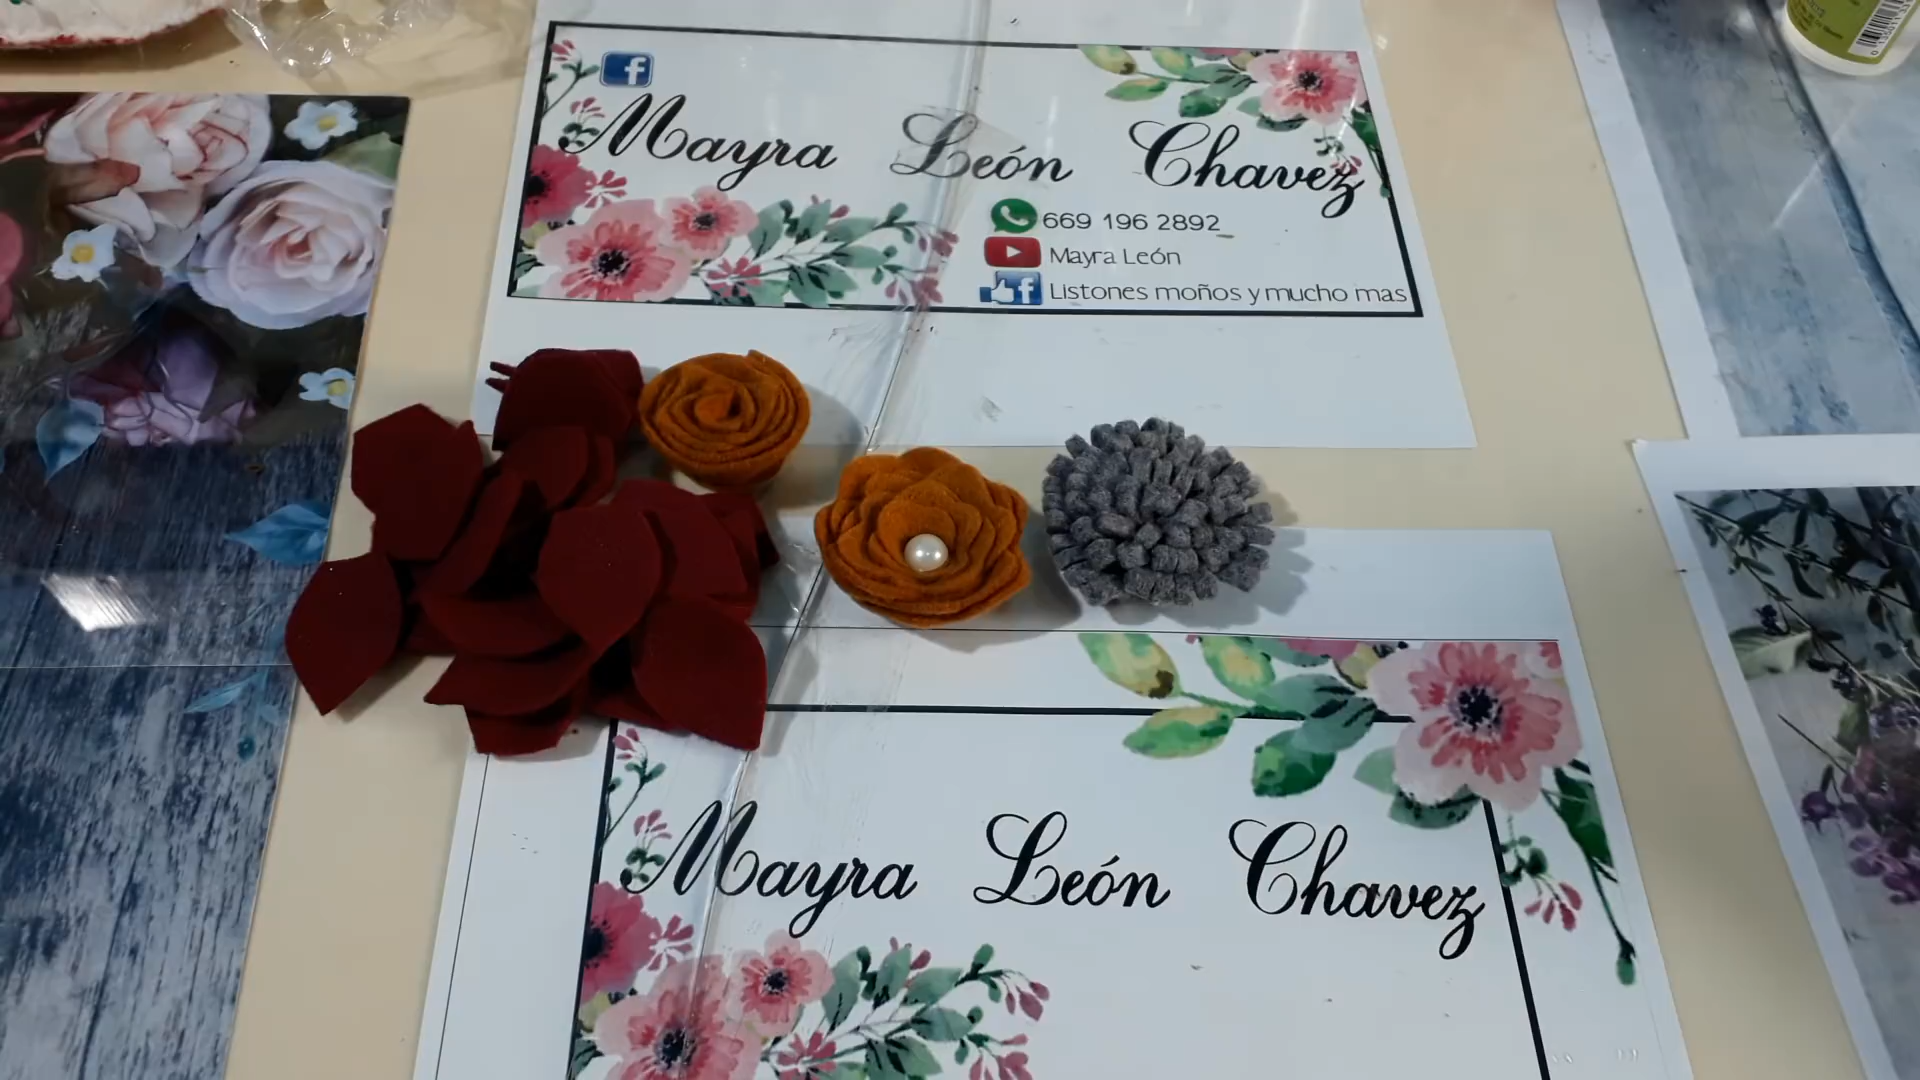 Mayra León Chavez
669 196 2892
Mayra León
Listones moños y mucho mas
Mayra León Chavez